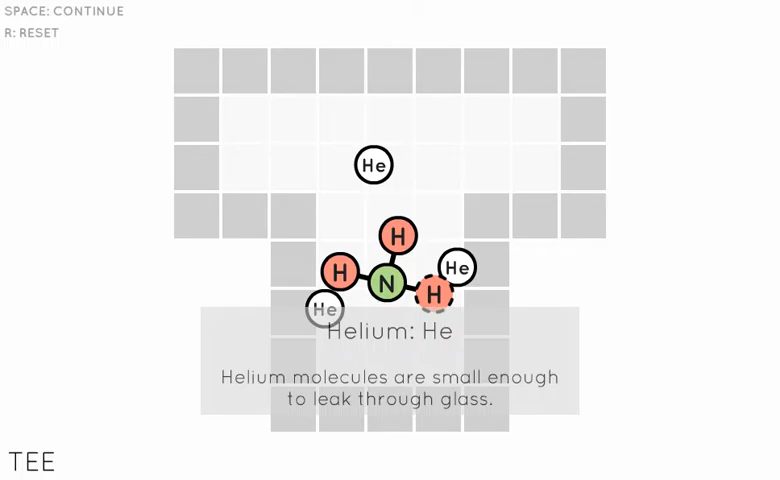 SPACE: CONTINUE
R: RESET
He
H
He
H
N
H
He
Helium: He
Helium molecules are small enough
to leak through glass.
TEE